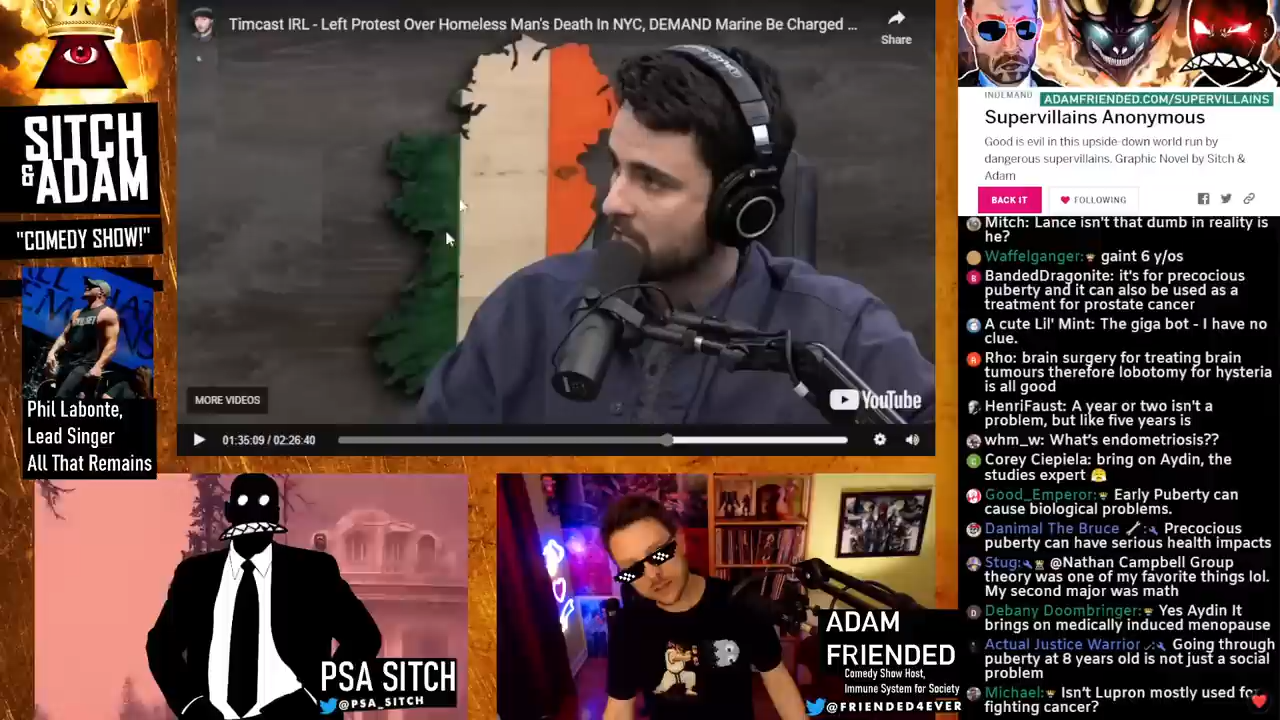 Timcast IRL - Left Protest Over Homeless Man's Death In NYC, DEMAND Marine Be Charged ...
Share
SITCH
& ADAM
"COMEDY SHOW!"
Phil Labonte,
Lead Singer
All That Remains
MORE VIDEOS
YouTube
01:35:09 / 02:26:40
PSA SITCH
@PSA_SITCH
ADAM
FRIENDED
Comedy Show Host,
Immune System for Society
@FRIENDED4EVER
INDEMAND
ADAMFRIENDED.COM/SUPERVILLAINS
Supervillains Anonymous
Good is evil in this upside-down world run by
dangerous supervillains. Graphic Novel by Sitch &
Adam
BACK IT
FOLLOWING
Mitch: Lance isn't that dumb in reality is
he?
Waffelganger: gaint 6 y/os
BandedDragonite: it's for precocious
puberty and it can also be used as a
treatment for prostate cancer
A cute Lil' Mint: The giga bot - I have no
clue.
Rho: brain surgery for treating brain
tumours therefore lobotomy for hysteria
is all good
HenriFaust: A year or two isn't a
problem, but like five years is
whm_w: What's endometriosis??
Corey Ciepiela: bring on Aydin, the
studies expert 😤
Good_Emperor: Early Puberty can
cause biological problems.
Danimal The Bruce : Precocious
puberty can have serious health impacts
Stug: @Nathan Campbell Group
theory was one of my favorite things lol.
My second major was math
Debany Doombringer: Yes Aydin It
brings on medically induced menopause
Actual Justice Warrior : Going through
puberty at 8 years old is not just a social
problem
Michael: Isn't Lupron mostly used for
fighting cancer?